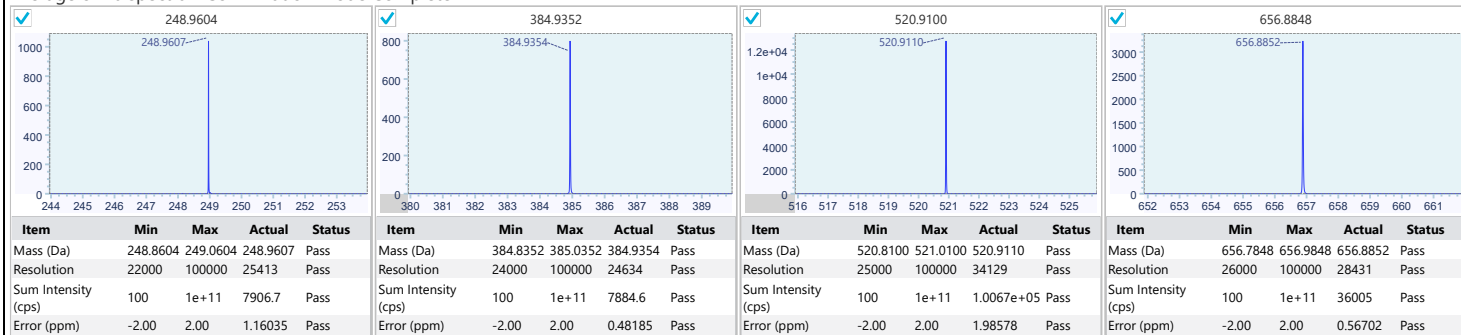 248.9604
248.9607
1000
800
600
400
200
0
244 245 246 247 248 249 250 251 252 253
Item Min Max Actual Status
Mass (Da) 248.8604 249.0604 248.9607 Pass
Resolution 22000 100000 25413 Pass
Sum Intensity (cps) 100 1e+11 7906.7 Pass
Error (ppm) -2.00 2.00 1.16035 Pass
384.9352
384.9354
800
600
400
200
0
380 381 382 383 384 385 386 387 388 389
Item Min Max Actual Status
Mass (Da) 384.8352 385.0352 384.9354 Pass
Resolution 24000 100000 24634 Pass
Sum Intensity (cps) 100 1e+11 7884.6 Pass
Error (ppm) -2.00 2.00 0.48185 Pass
520.9100
520.9110
1.2e+04
1e+04
8000
6000
4000
2000
0
516 517 518 519 520 521 522 523 524 525
Item Min Max Actual Status
Mass (Da) 520.8100 521.0100 520.9110 Pass
Resolution 25000 100000 34129 Pass
Sum Intensity (cps) 100 1e+11 1.0067e+05 Pass
Error (ppm) -2.00 2.00 1.98578 Pass
656.8848
656.8852
3000
2500
2000
1500
1000
500
0
652 653 654 655 656 657 658 659 660 661
Item Min Max Actual Status
Mass (Da) 656.7848 656.9848 656.8852 Pass
Resolution 26000 100000 28431 Pass
Sum Intensity (cps) 100 1e+11 36005 Pass
Error (ppm) -2.00 2.00 0.56702 Pass